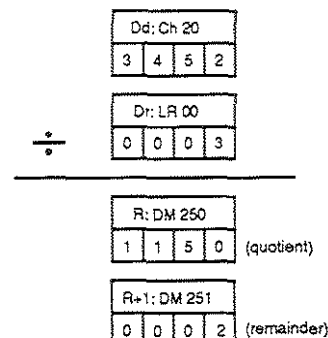 Dd: Ch 20
3 4 5 2
Dr: LR 00
÷ 0 0 0 3
R: DM 250
1 1 5 0 (quotient)
R+1: DM 251
0 0 0 2 (remainder)